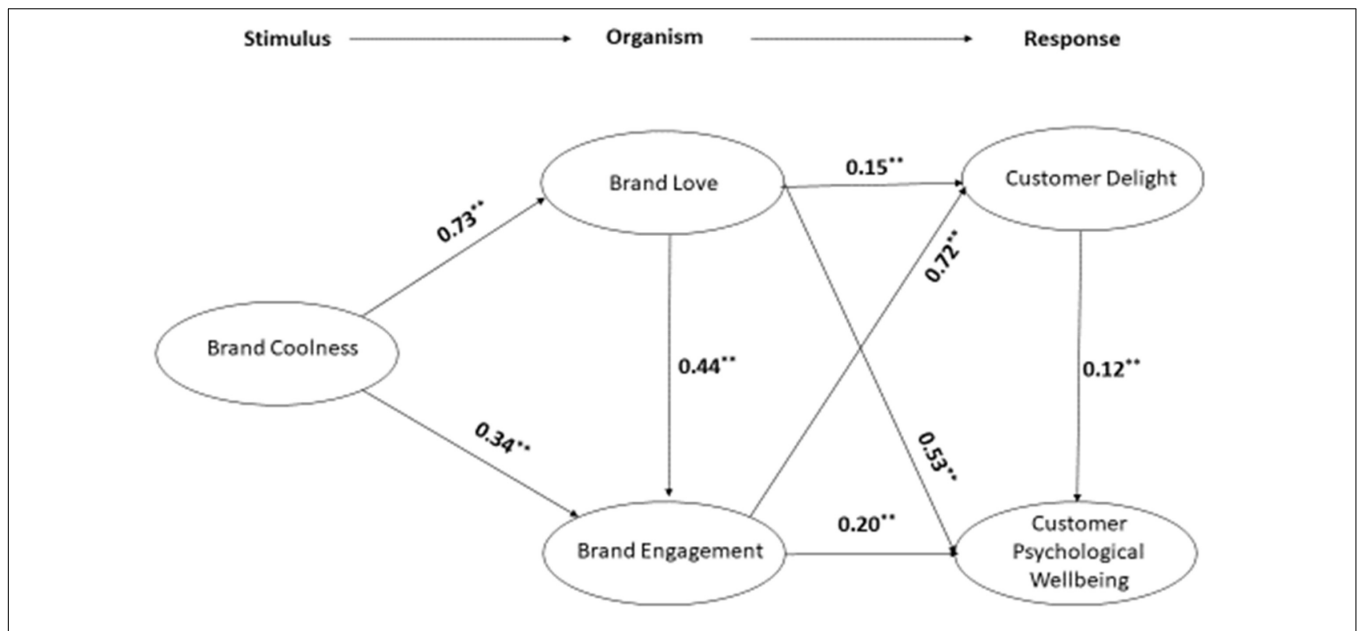 Stimulus Organism Response
Brand Love
0.15**
Customer Delight
0.73**
0.72**
Brand Coolness
0.44**
0.12**
0.34**
0.53**
Brand Engagement
0.20**
Customer
Psychological
Wellbeing